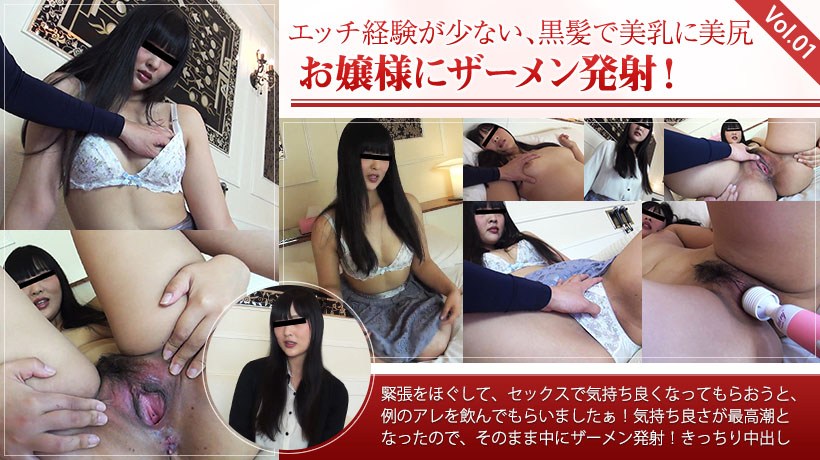 エッチ経験が少ない、黒髪で美乳に美尻
お嬢様にザーメン発射!
Vol.01
緊張をほぐして、セックスで気持ち良くなってもらおうと、
例のアレを飲んでもらいましたぁ!気持ち良さが最高潮と
なったので、そのまま中にザーメン発射!きっちり中出し